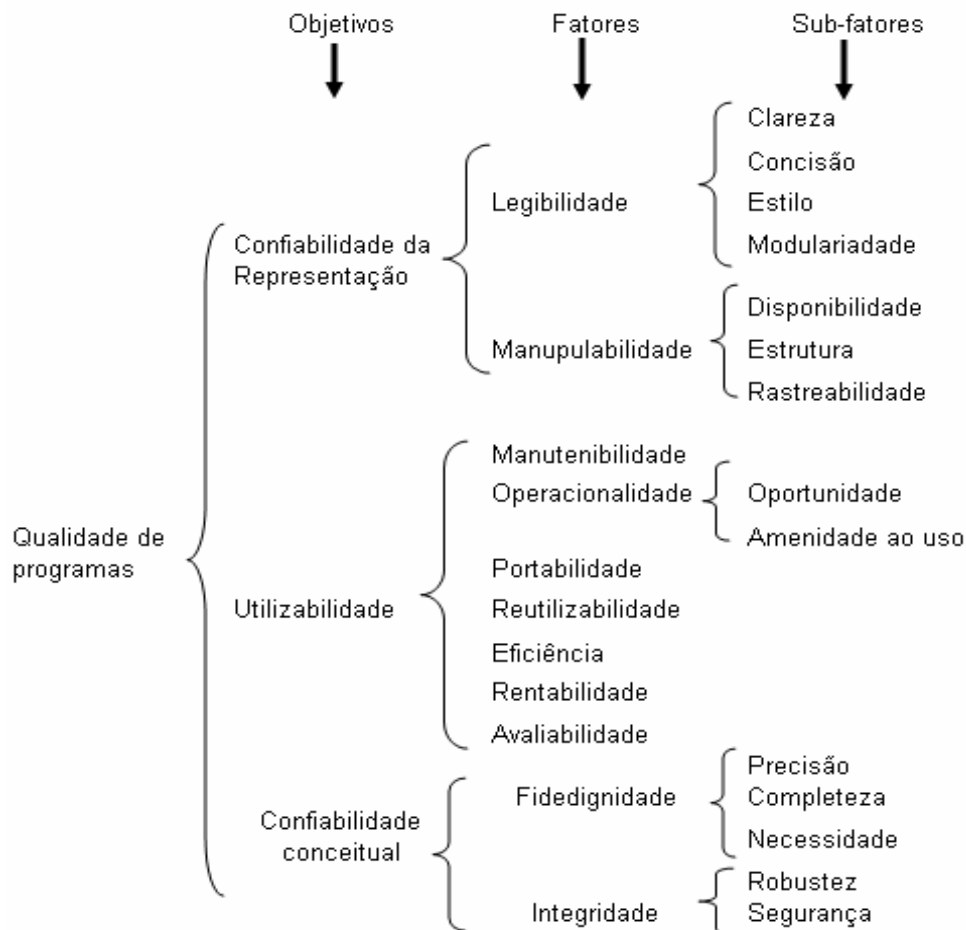 Objetivos Fatores Sub-fatores
Clareza
Concisão
Legibilidade Estilo
Confiabilidade da Modulariadade
Representação
Disponibilidade
Manupulabilidade Estrutura
Rastreabilidade
Manutenibilidade
Operacionalidade Oportunidade
Qualidade de Amenidade ao uso
programas
Portabilidade
Utilizabilidade Reutilizabilidade
Eficiência
Rentabilidade
Avaliabilidade
Precisão
Fidedignidade Completeza
Confiabilidade Necessidade
conceitual
Robustez
Integridade Segurança